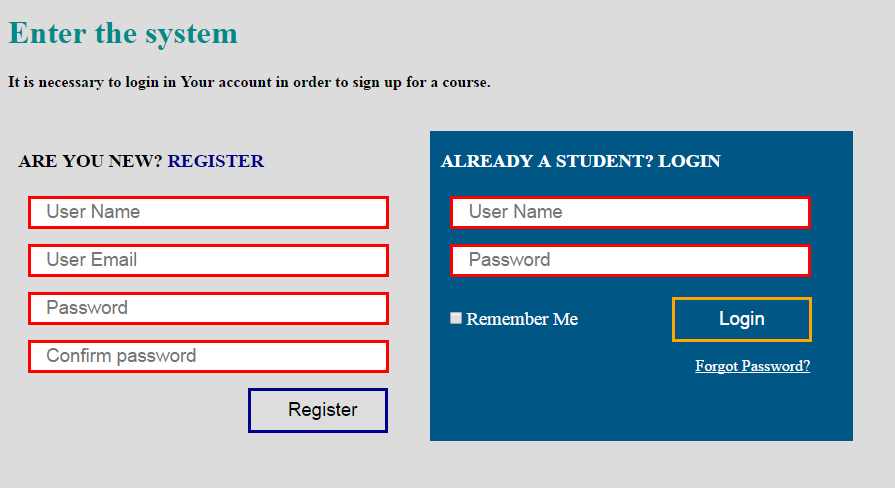 Enter the system
It is necessary to login in Your account in order to sign up for a course.
ARE YOU NEW? REGISTER
User Name
User Email
Password
Confirm password
Register
ALREADY A STUDENT? LOGIN
User Name
Password
Remember Me
Login
Forgot Password?